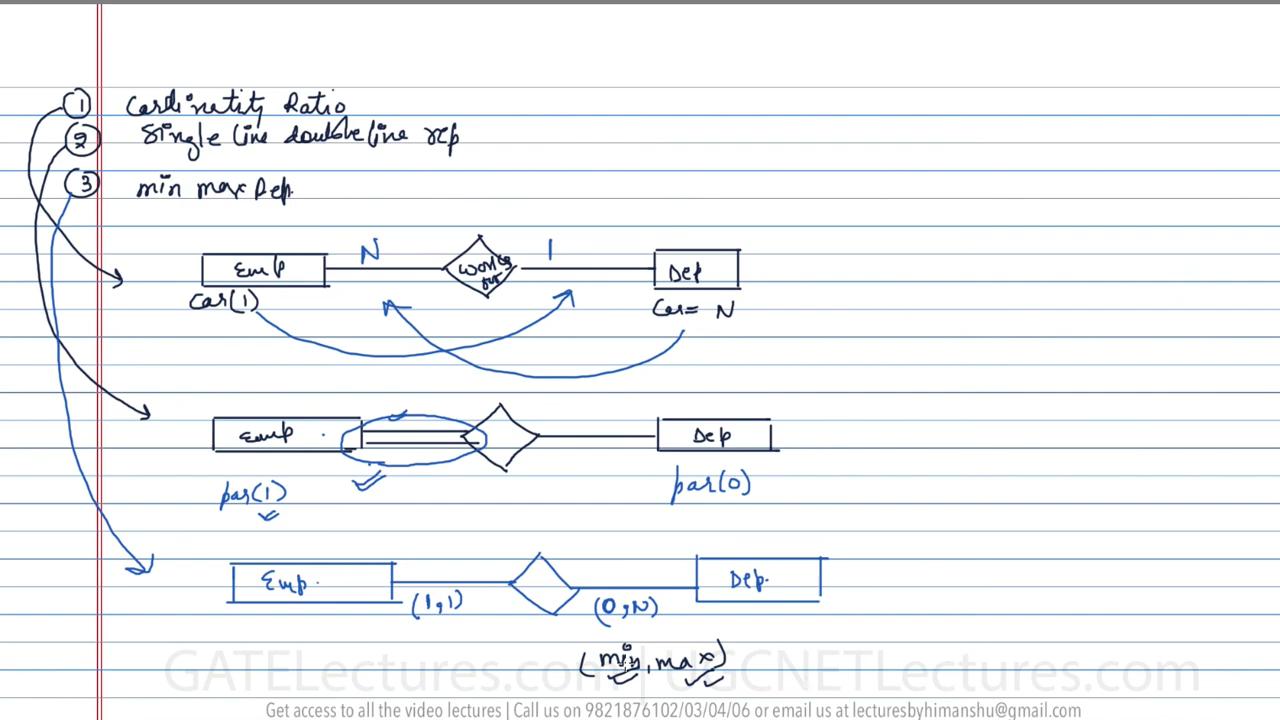 1 Cardinality Ratio
2 Single line double line rep
3 min max Rep.
N 1
Emp works for Dep
Car(1) Car= N
Emp Dep
par(1) par(0)
Emp. Dep.
(1,1) (0,N)
(min, max)
GATELectures.com | UGCNETLectures.com
Get access to all the video lectures | Call us on 9821876102/03/04/06 or email us at lecturesbyhimanshu@gmail.com